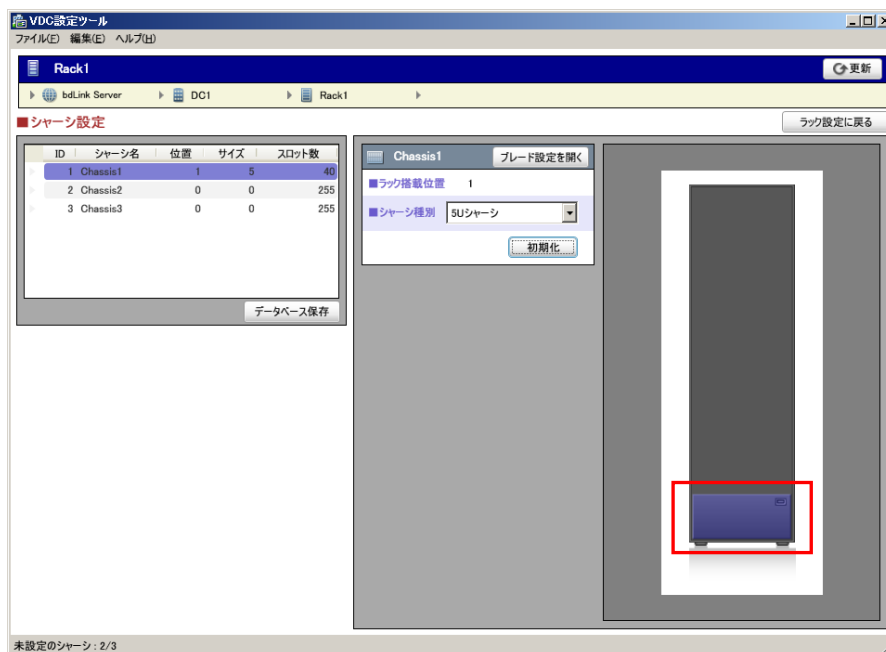 VDC設定ツール
ファイル(F) 編集(E) ヘルプ(H)
Rack1
更新
bdLink Server DC1 Rack1
■シャーシ設定
ラック設定に戻る
ID シャーシ名 位置 サイズ スロット数
1 Chassis1 1 5 40
2 Chassis2 0 0 255
3 Chassis3 0 0 255
データベース保存
Chassis1 ブレード設定を開く
■ラック搭載位置 1
■シャーシ種別 5Uシャーシ
初期化
未設定のシャーシ : 2/3